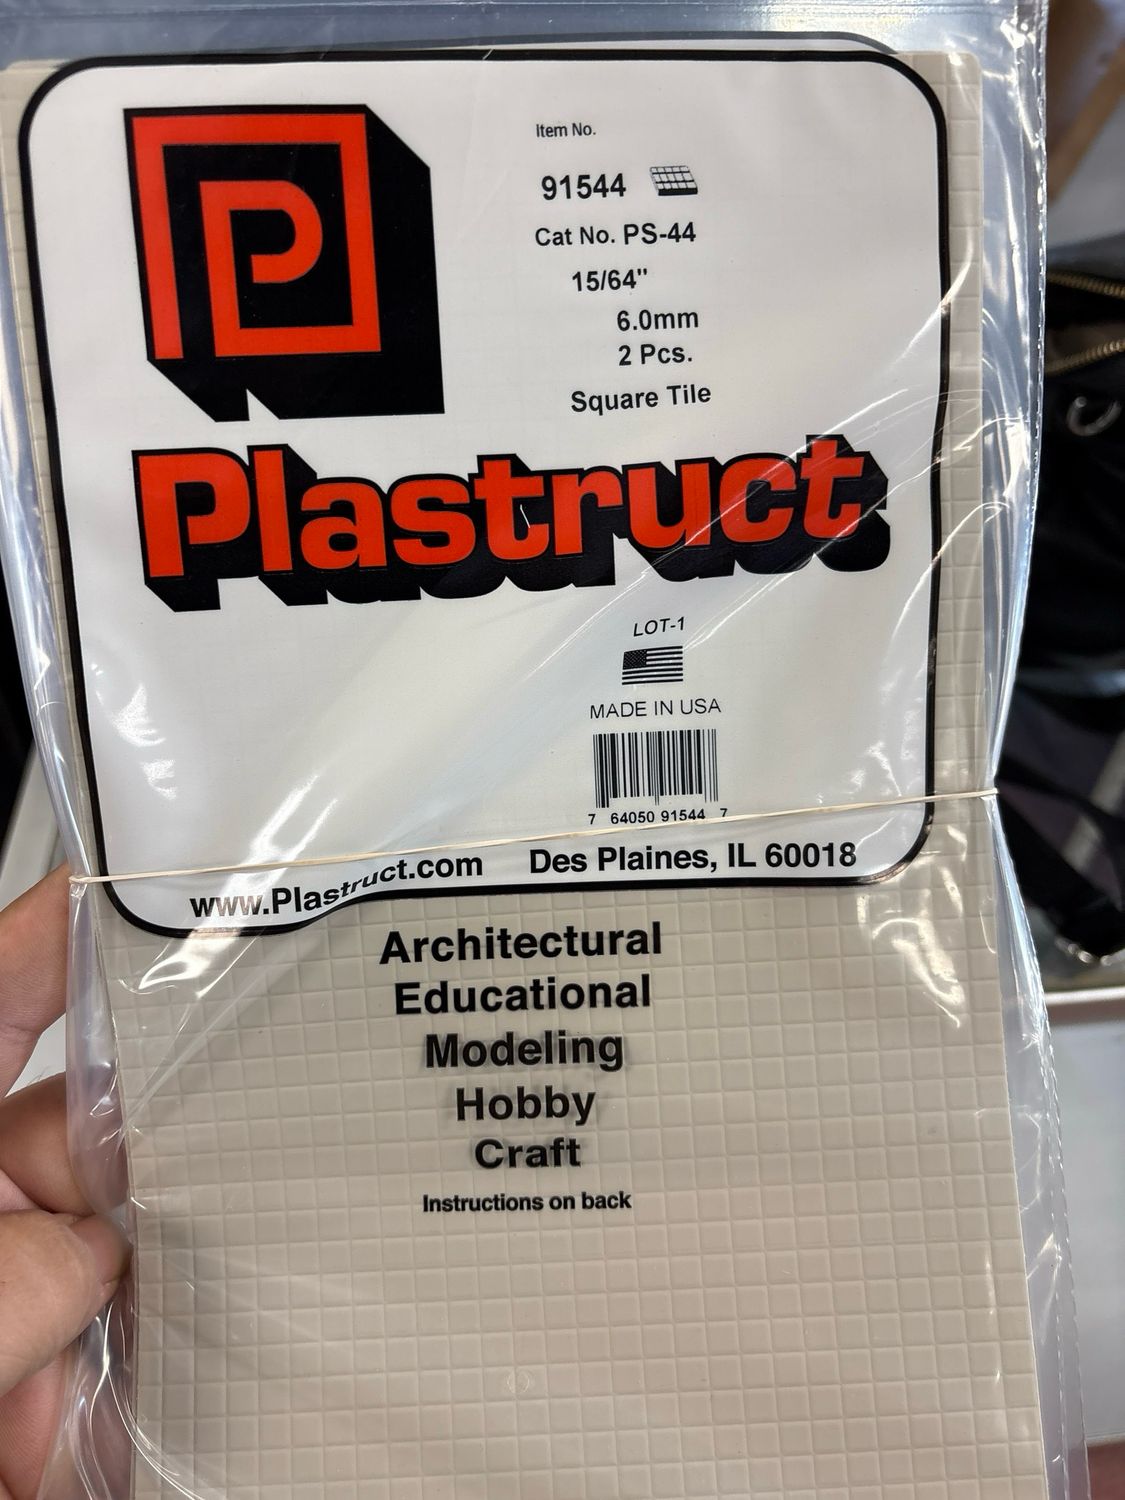 P
Item No.
91544
Cat No. PS-44
15/64"
6.0mm
2 Pcs.
Square Tile
Plastruct
LOT-1
MADE IN USA
7 64050 91544 7
www.Plastruct.com Des Plaines, IL 60018
Architectural
Educational
Modeling
Hobby
Craft
Instructions on back